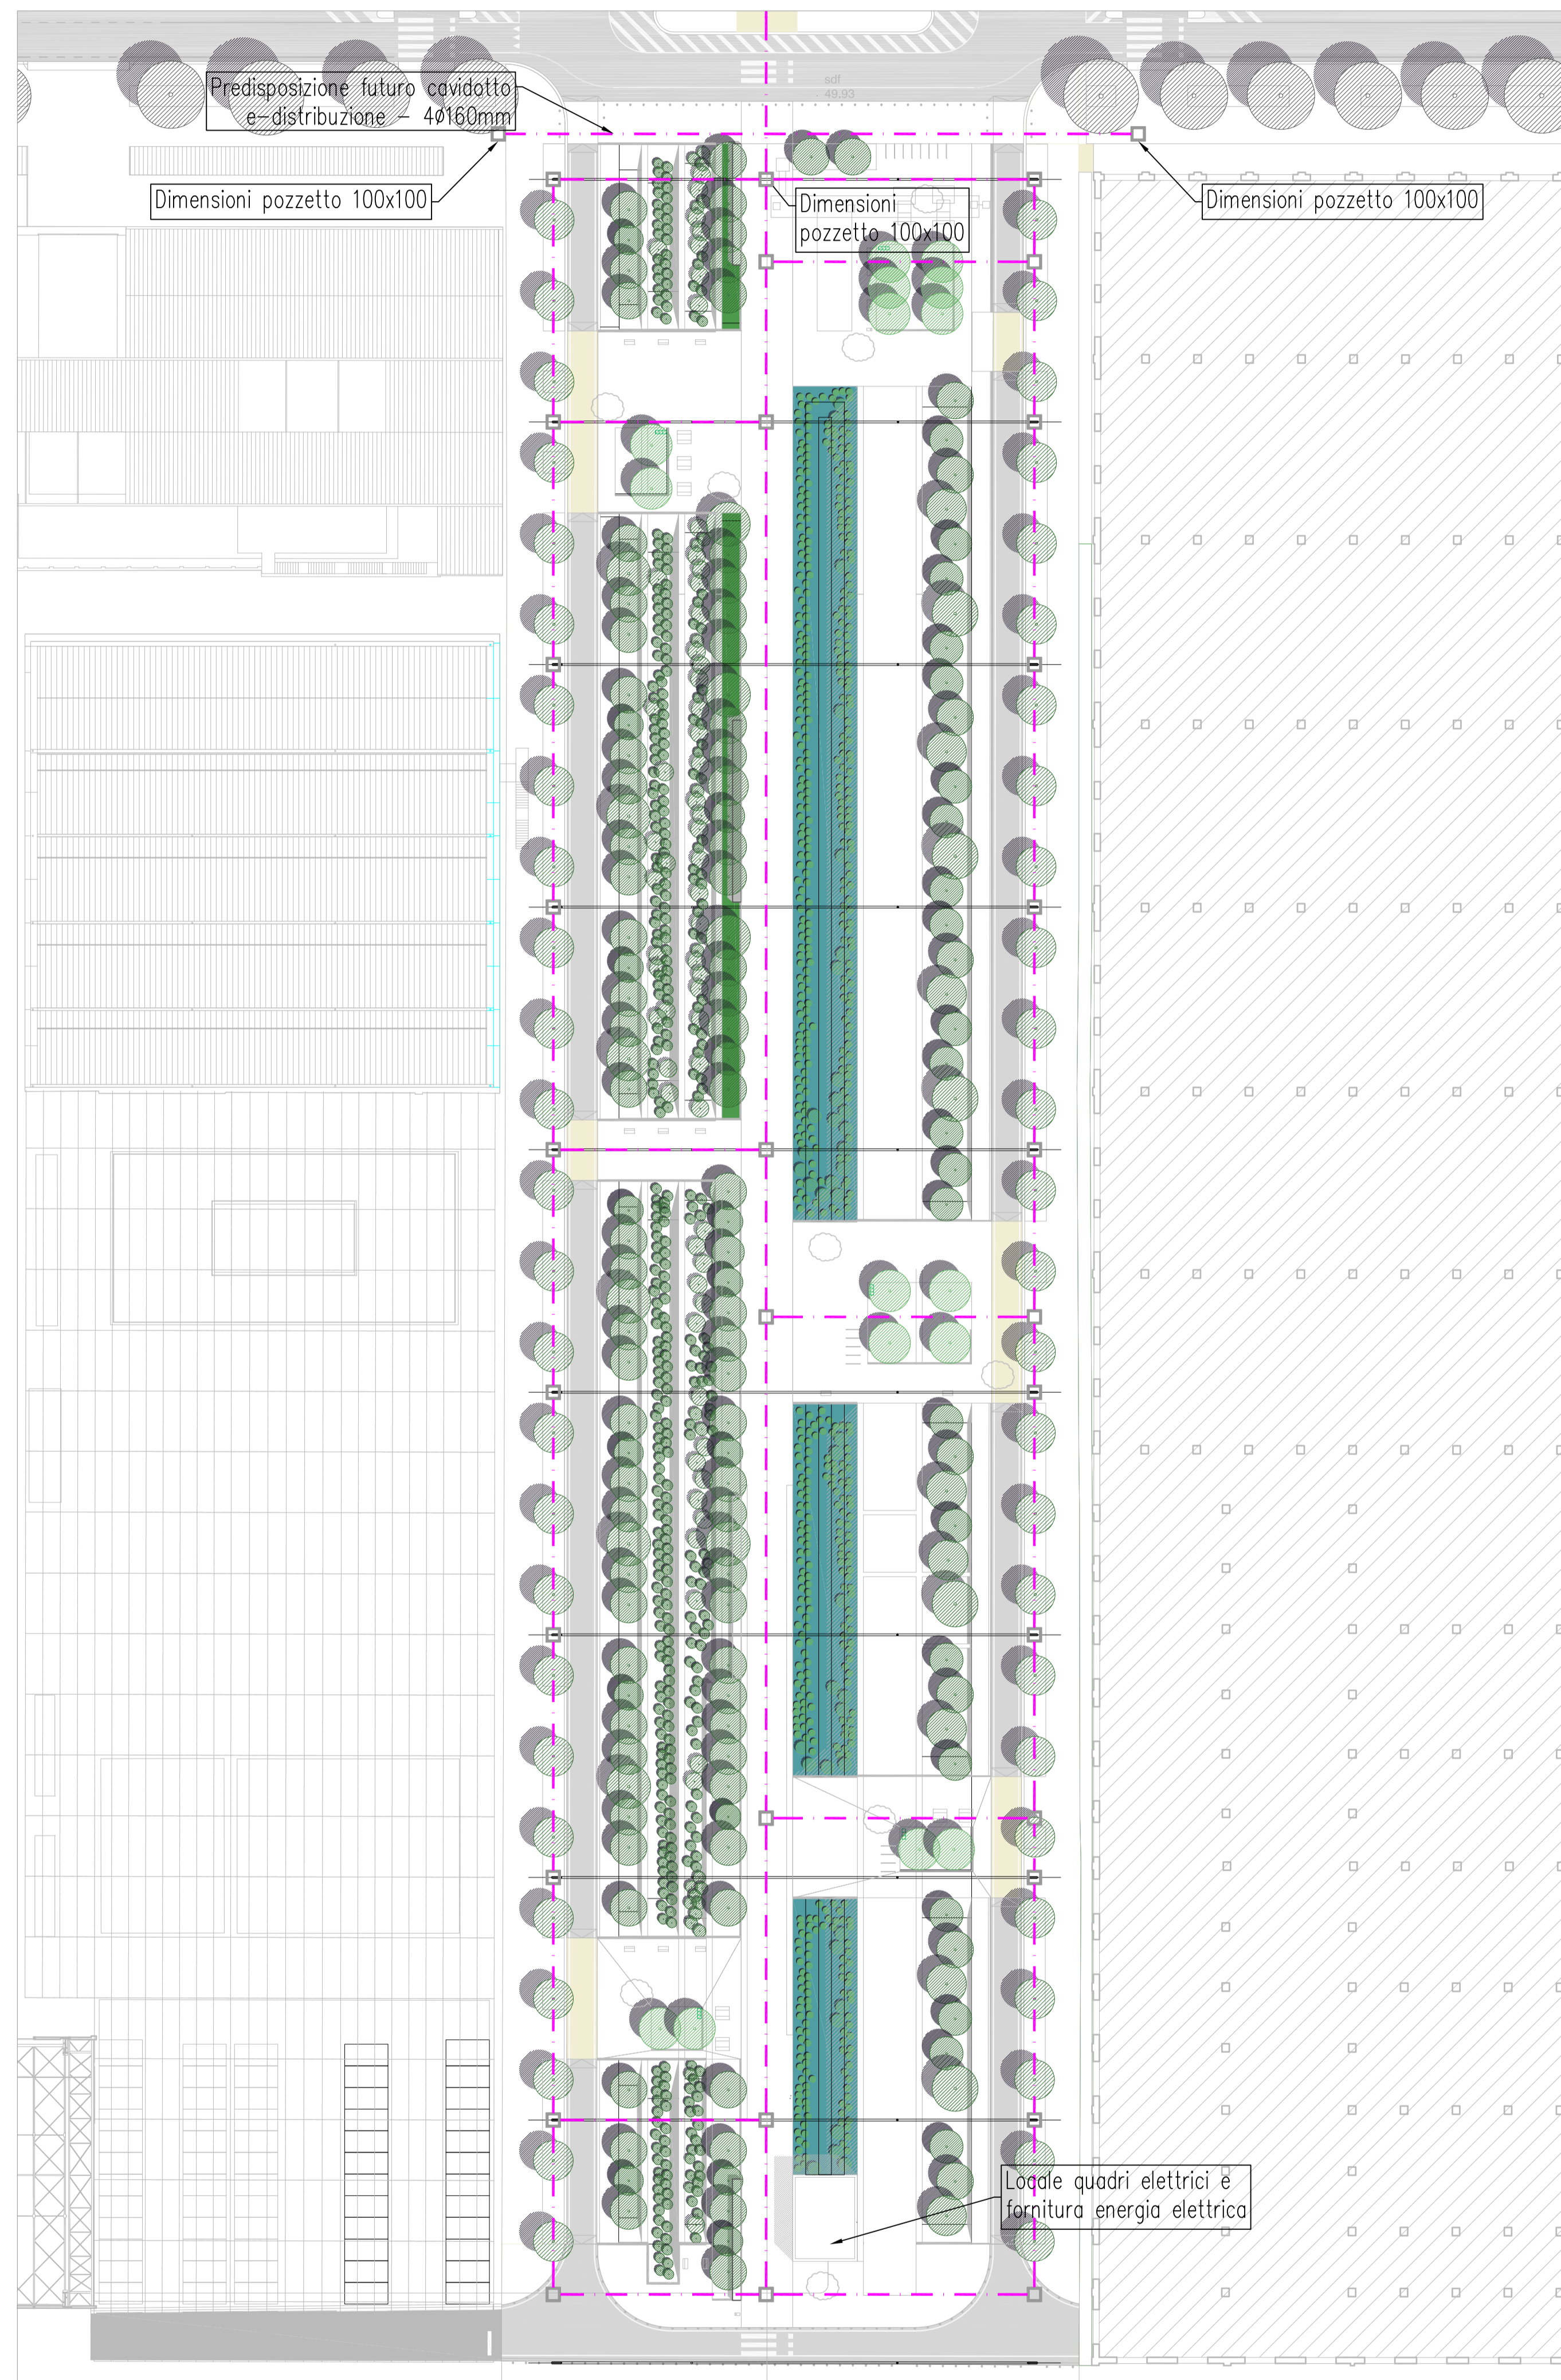 sdf
49.93
Predisposizione futuro cavidotto
e-distribuzione - 4ø160mm
Dimensioni pozzetto 100x100
Dimensioni
pozzetto 100x100
Dimensioni pozzetto 100x100
Locale quadri elettrici e
fornitura energia elettrica